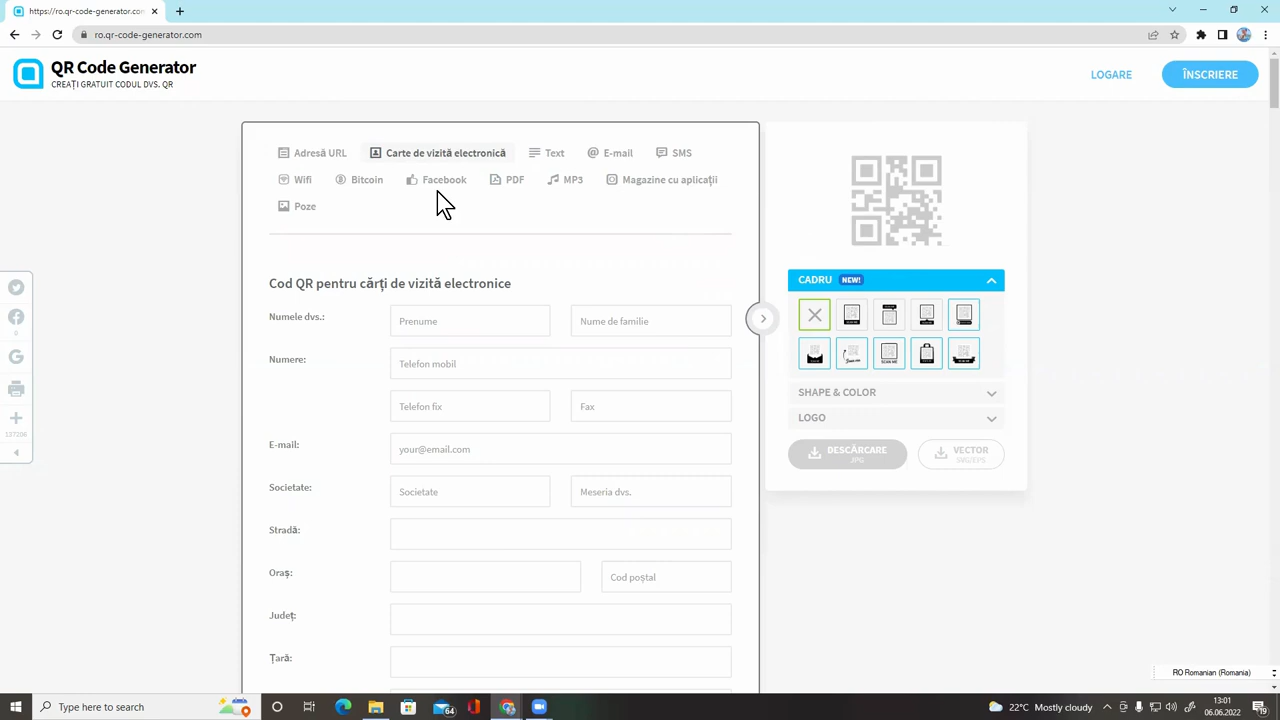 https://ro.qr-code-generator.com
ro.qr-code-generator.com
QR Code Generator
CREAȚI GRATUIT CODUL DVS. QR
LOGARE
ÎNSCRIERE
Adresă URL
Carte de vizită electronică
Text
E-mail
SMS
Wifi
Bitcoin
Facebook
PDF
MP3
Magazine cu aplicații
Poze
Cod QR pentru cărți de vizită electronice
Numele dvs.:
Prenume
Nume de familie
Numere:
Telefon mobil
Telefon fix
Fax
E-mail:
your@email.com
Societate:
Societate
Meseria dvs.
Stradă:
Oraș:
Cod poștal
Județ:
Țară:
CADRU NEW!
SHAPE & COLOR
LOGO
DESCĂRCARE
JPG
VECTOR
SVG/EPS
0
137206
RO Romanian (Romania)
Type here to search
64
22°C Mostly cloudy
13:01
06.06.2022
19